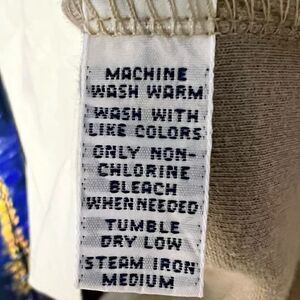 MACHINE
WASH WARM
WASH WITH
LIKE COLORS
ONLY NON-
CHLORINE
BLEACH
WHEN NEEDED
TUMBLE
DRY LOW
STEAM IRON
MEDIUM